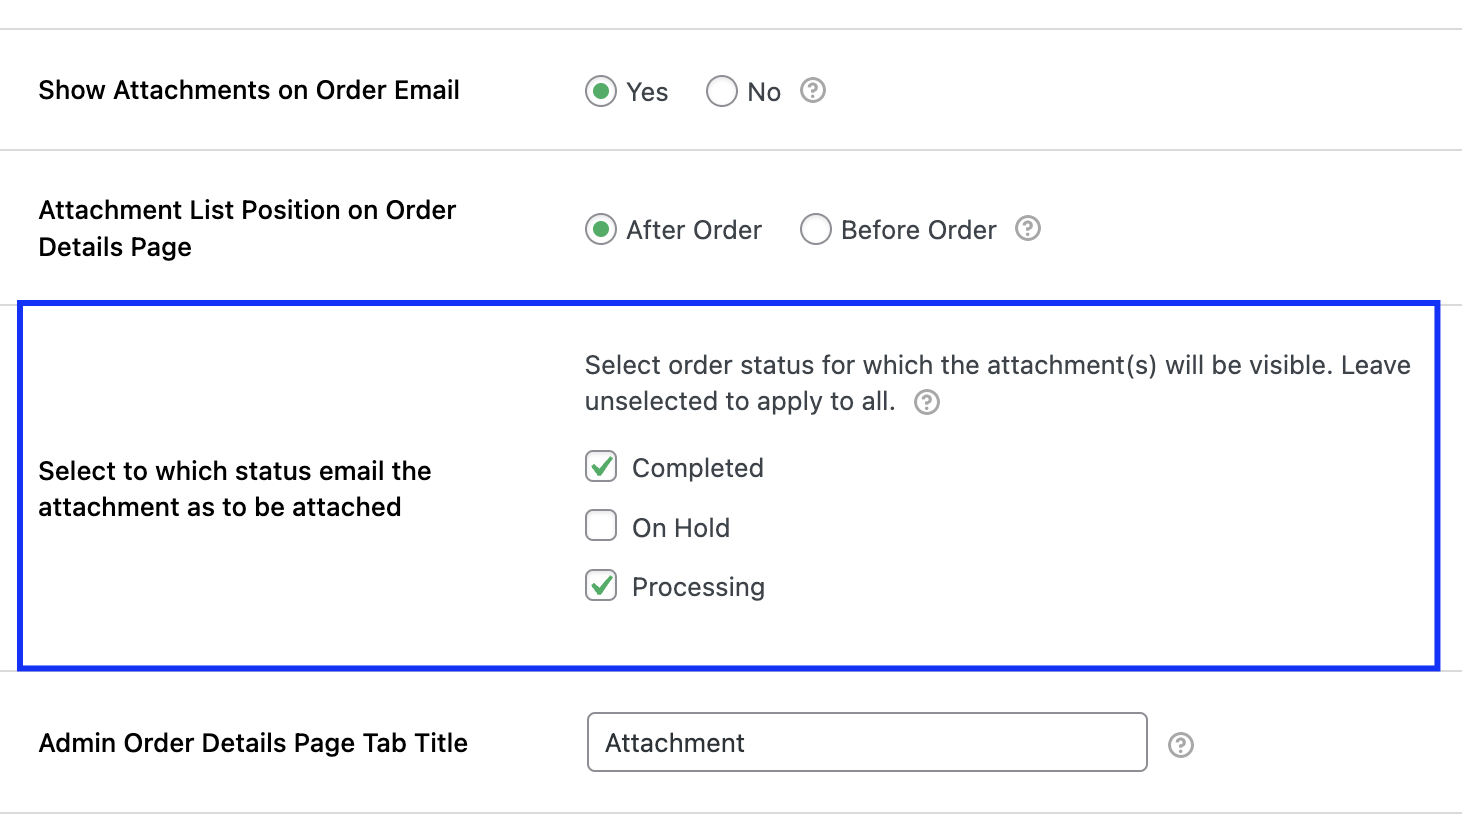 Show Attachments on Order Email
Yes No ?
Attachment List Position on Order
Details Page
After Order Before Order ?
Select order status for which the attachment(s) will be visible. Leave
unselected to apply to all. ?
Select to which status email the
attachment as to be attached
Completed
On Hold
Processing
Admin Order Details Page Tab Title
Attachment ?